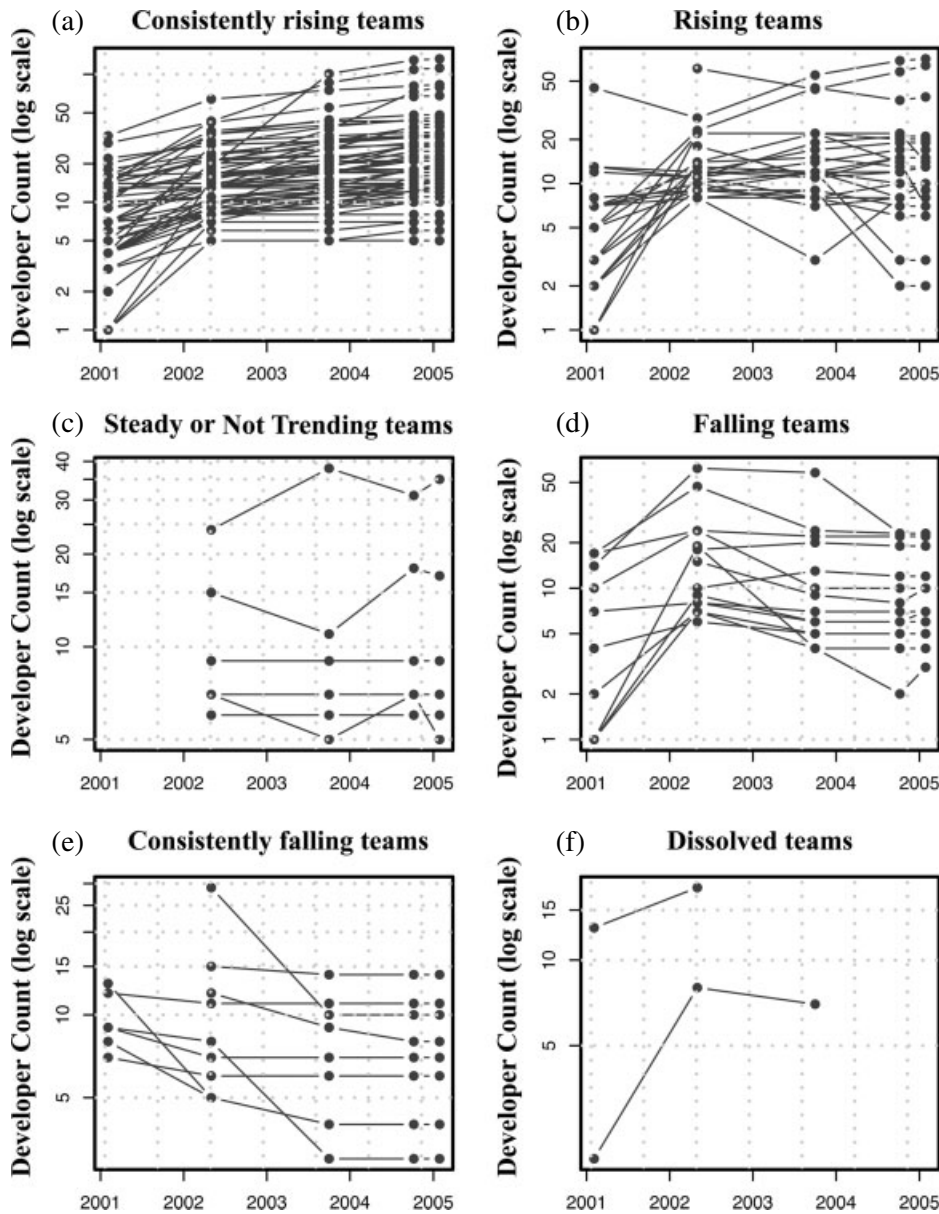 (a) Consistently rising teams
Developer Count (log scale)
50
20
10
5
2
1
2001 2002 2003 2004 2005
(b) Rising teams
Developer Count (log scale)
50
20
10
5
2
1
2001 2002 2003 2004 2005
(c) Steady or Not Trending teams
Developer Count (log scale)
40
30
20
15
10
5
2001 2002 2003 2004 2005
(d) Falling teams
Developer Count (log scale)
50
20
10
5
2
1
2001 2002 2003 2004 2005
(e) Consistently falling teams
Developer Count (log scale)
25
15
10
5
2001 2002 2003 2004 2005
(f) Dissolved teams
Developer Count (log scale)
15
10
5
2001 2002 2003 2004 2005